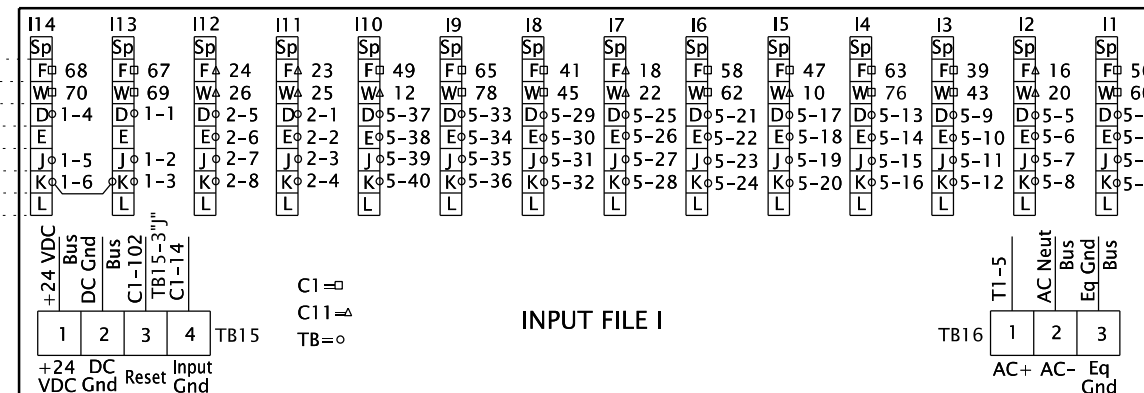 I14 I13 I12 I11 I10 I9 I8 I7 I6 I5 I4 I3 I2 I1
Sp Sp Sp Sp Sp Sp Sp Sp Sp Sp Sp Sp Sp Sp
F 68 F 67 F 24 F 23 F 49 F 65 F 41 F 18 F 58 F 47 F 63 F 39 F 16 F 56
W 70 W 69 W 26 W 25 W 12 W 78 W 45 W 22 W 62 W 10 W 76 W 43 W 20 W 60
D 1-4 D 1-1 D 2-5 D 2-1 D 5-37 D 5-33 D 5-29 D 5-25 D 5-21 D 5-17 D 5-13 D 5-9 D 5-5 D 5-
E E E 2-6 E 2-2 E 5-38 E 5-34 E 5-30 E 5-26 E 5-22 E 5-18 E 5-14 E 5-10 E 5-6 E 5-
J 1-5 J 1-2 J 2-7 J 2-3 J 5-39 J 5-35 J 5-31 J 5-27 J 5-23 J 5-19 J 5-15 J 5-11 J 5-7 J 5-
K 1-6 K 1-3 K 2-8 K 2-4 K 5-40 K 5-36 K 5-32 K 5-28 K 5-24 K 5-20 K 5-16 K 5-12 K 5-8 K 5-
L L L L L L L L L L L L L L
+24 VDC
Bus
DC Gnd
Bus
C1-102
TB15-3"J"
C1-14
1 2 3 4 TB15
+24 VDC
DC Gnd
Reset
Input Gnd
C1=
C11=
TB=
INPUT FILE I
T1-5
AC Neut
Bus
Eq Gnd
Bus
TB16 1 2 3
AC+ AC- Eq Gnd